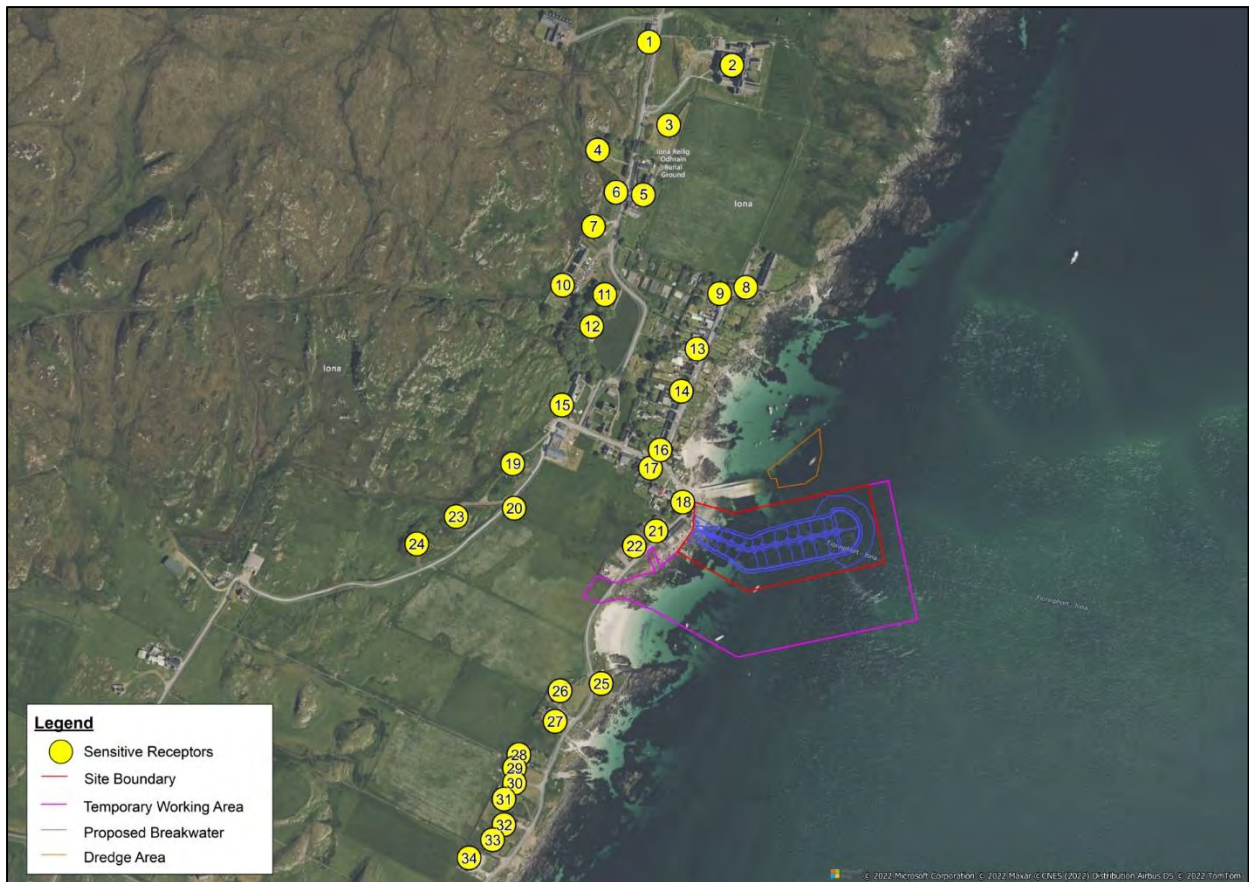 1
2
3
4
Iona Reilig
Odhrain
Burial
Ground
6
5
Iona
7
10
11
9
8
12
13
Iona
14
15
16
19
17
18
20
23
21
24
22
Fionnphort - Iona
Fionnphort - Iona
25
26
27
28
29
30
31
32
33
34
Legend
Sensitive Receptors
Site Boundary
Temporary Working Area
Proposed Breakwater
Dredge Area
© 2022 Microsoft Corporation © 2022 Maxar ©CNES (2022) Distribution Airbus DS © 2022 TomTom